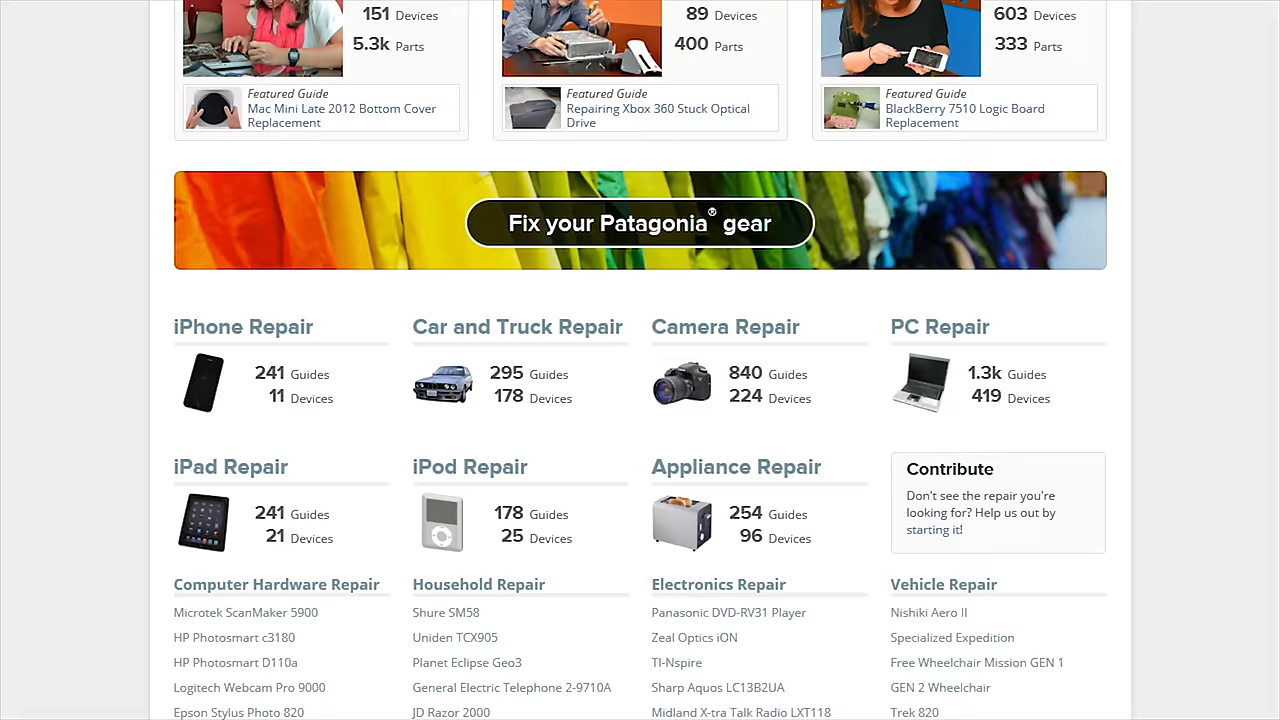 151 Devices
5.3k Parts
89 Devices
400 Parts
603 Devices
333 Parts
Featured Guide
Mac Mini Late 2012 Bottom Cover
Replacement
Featured Guide
Repairing Xbox 360 Stuck Optical
Drive
Featured Guide
BlackBerry 7510 Logic Board
Replacement
Fix your Patagonia® gear
iPhone Repair
241 Guides
11 Devices
Car and Truck Repair
295 Guides
178 Devices
Camera Repair
840 Guides
224 Devices
PC Repair
1.3k Guides
419 Devices
iPad Repair
241 Guides
21 Devices
iPod Repair
178 Guides
25 Devices
Appliance Repair
254 Guides
96 Devices
Contribute
Don't see the repair you're
looking for? Help us out by
starting it!
Computer Hardware Repair
Microtek ScanMaker 5900
HP Photosmart c3180
HP Photosmart D110a
Logitech Webcam Pro 9000
Epson Stylus Photo 820
Household Repair
Shure SM58
Uniden TCX905
Planet Eclipse Geo3
General Electric Telephone 2-9710A
JD Razor 2000
Electronics Repair
Panasonic DVD-RV31 Player
Zeal Optics iON
TI-Nspire
Sharp Aquos LC13B2UA
Midland X-tra Talk Radio LXT118
Vehicle Repair
Nishiki Aero II
Specialized Expedition
Free Wheelchair Mission GEN 1
GEN 2 Wheelchair
Trek 820